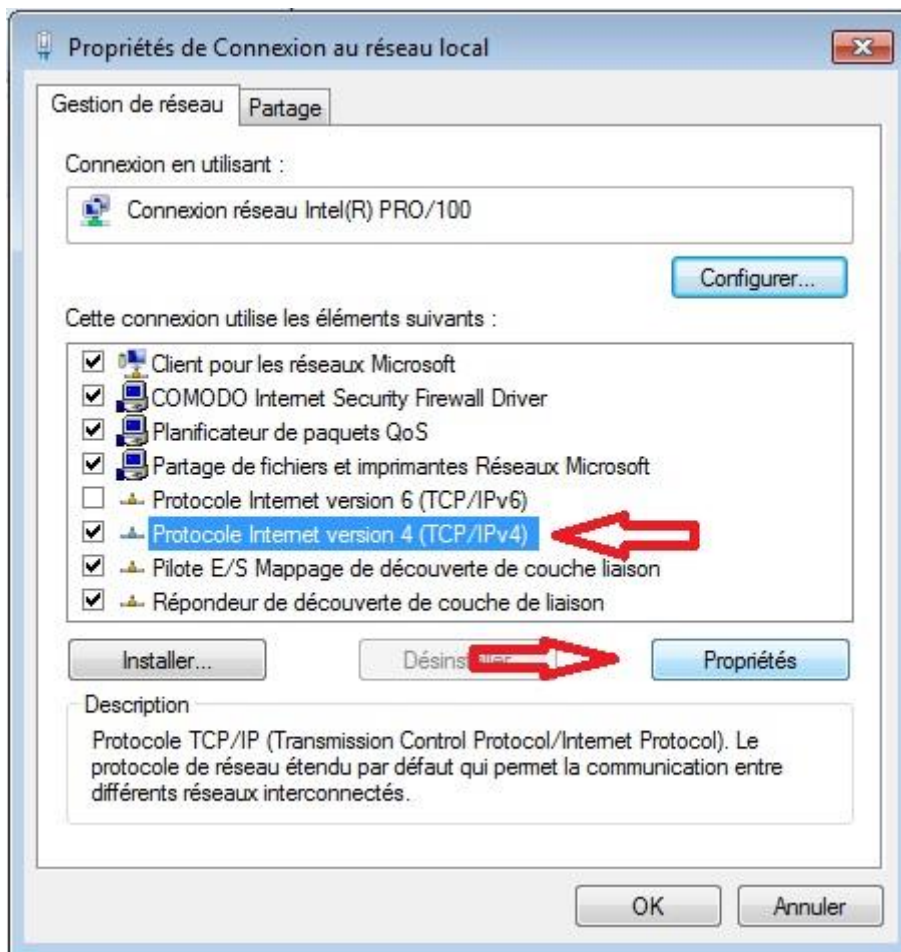 Propriétés de Connexion au réseau local
Gestion de réseau
Partage
Connexion en utilisant :
Connexion réseau Intel(R) PRO/100
Configurer...
Cette connexion utilise les éléments suivants :
Client pour les réseaux Microsoft
COMODO Internet Security Firewall Driver
Planificateur de paquets QoS
Partage de fichiers et imprimantes Réseaux Microsoft
Protocole Internet version 6 (TCP/IPv6)
Protocole Internet version 4 (TCP/IPv4)
Pilote E/S Mappage de découverte de couche liaison
Répondeur de découverte de couche de liaison
Installer...
Désinstaller
Propriétés
Description
Protocole TCP/IP (Transmission Control Protocol/Internet Protocol). Le
protocole de réseau étendu par défaut qui permet la communication entre
différents réseaux interconnectés.
OK
Annuler